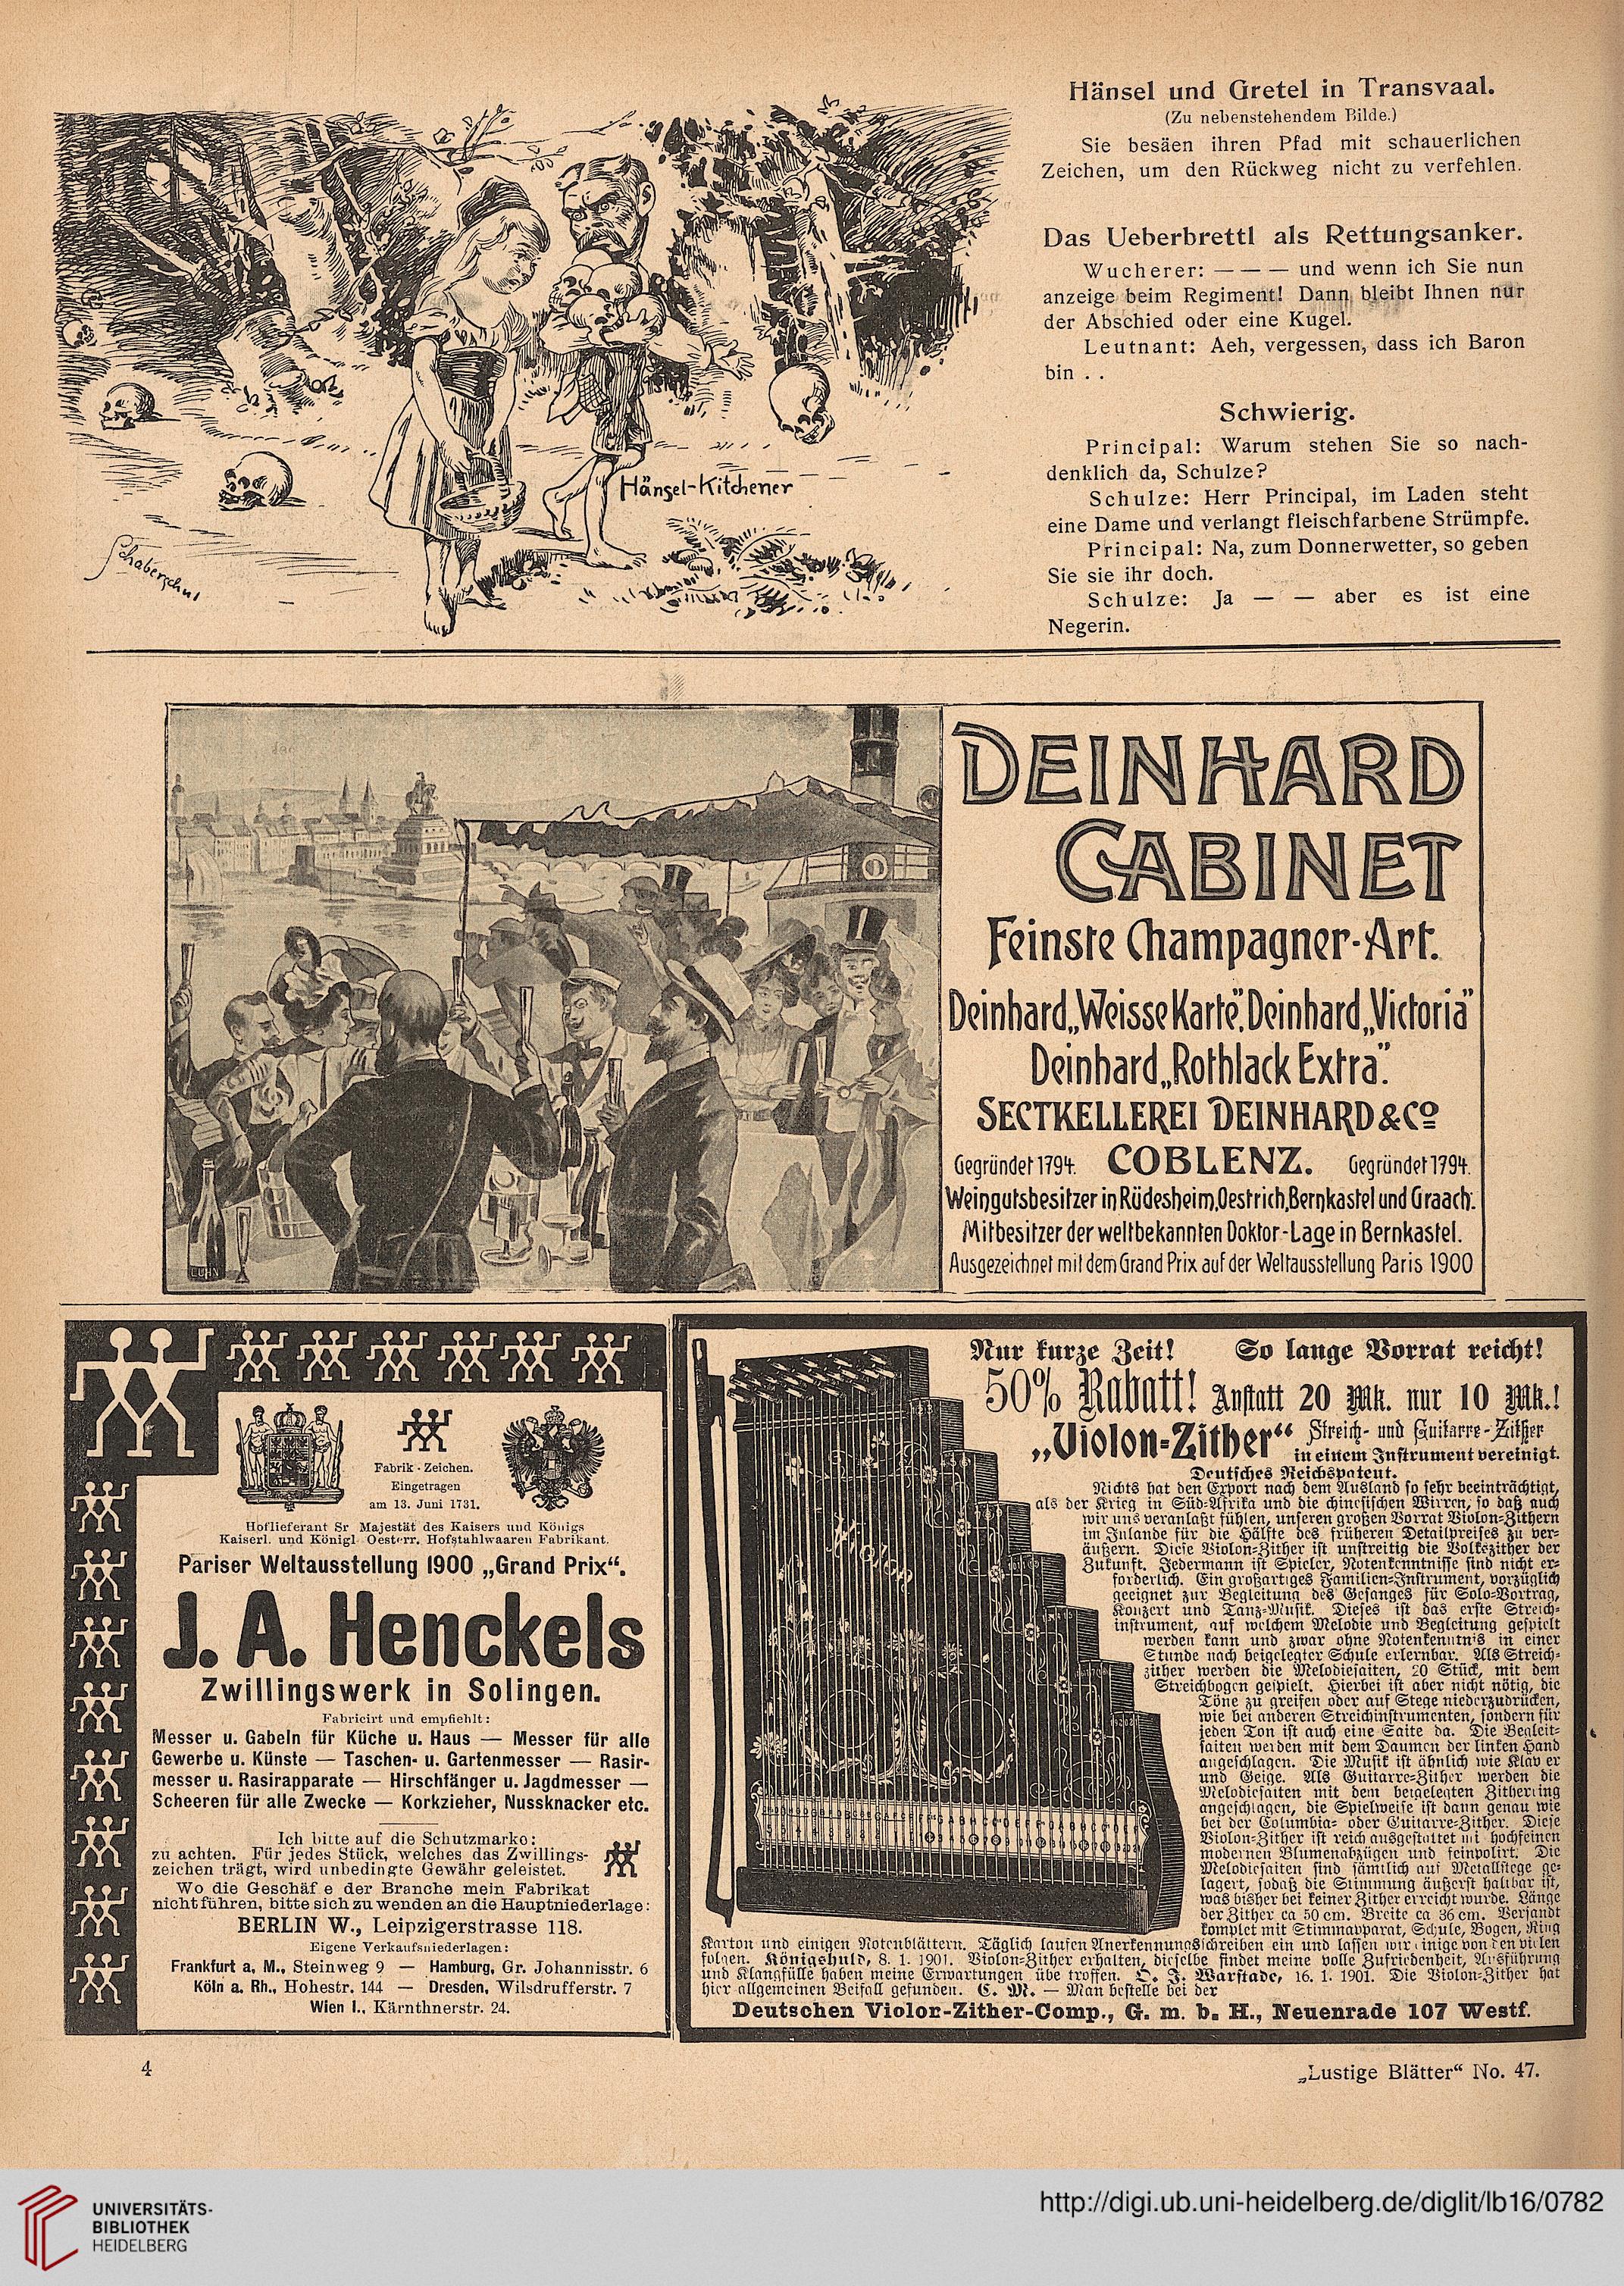 Hänsel und Gretel in Transvaal.
(Zu nebenstehendem Bilde.)
Sie besäen ihren Pfad mit schauerlichen
Zeichen, um den Rückweg nicht zu verfehlen.
Das Ueberbrettl als Rettungsanker.
Wucherer: — — — und wenn ich Sie nun
anzeige beim Regiment! Dann bleibt Ihnen nur
der Abschied oder eine Kugel.
Leutnant: Aeh, vergessen, dass ich Baron
bin . .
Schwierig.
Principal: Warum stehen Sie so nach-
denklich da, Schulze?
Schulze: Herr Principal, im Laden steht
eine Dame und verlangt fleischfarbene Strümpfe.
Principal: Na, zum Donnerwetter, so geben
Sie sie ihr doch.
Schulze: Ja — — aber es ist eine
Negerin.
Hänsel-Kitchener
DEINHARD
CABINET
Feinste Champagner-Art.
Deinhard „Weisse Karte", Deinhard „Victoria"
Deinhard „Rothlack Extra".
SECTKELLEREI DEINHARD & Co
Gegründet 1794. COBLENZ. Gegründet 1794.
Weingutsbesitzer in Rüdesheim, Oestrich, Bernkastel und Graach.
Mitbesitzer der weltbekannten Doktor-Lage in Bernkastel.
Ausgezeichnet mit dem Grand Prix auf der Weltausstellung Paris 1900
Fabrik-Zeichen.
Eingetragen
am 13. Juni 1731.
Hoflieferant Sr Majestät des Kaisers und Königs
Kaiserl. und Königl Oesterr. Hofstahlwaaren Fabrikant.
Pariser Weltausstellung 1900 „Grand Prix“.
J. A. Henckels
Zwillingswerk in Solingen.
Fabricirt und empfiehlt:
Messer u. Gabeln für Küche u. Haus — Messer für alle
Gewerbe u. Künste — Taschen- u. Gartenmesser — Rasir-
messer u. Rasirapparate — Hirschfänger u. Jagdmesser —
Scheeren für alle Zwecke — Korkzieher, Nussknacker etc.
Ich bitte auf die Schutzmarke:
zu achten. Für jedes Stück, welches das Zwillings-
zeichen trägt, wird unbedingte Gewähr geleistet.
Wo die Geschäf e der Branche mein Fabrikat
nicht führen, bitte sich zu wenden an die Hauptniederlage:
BERLIN W., Leipzigerstrasse 118.
Eigene Verkaufsniederlagen:
Frankfurt a. M., Steinweg 9 — Hamburg, Gr. Johannisstr. 6
Köln a. Rh., Hohestr. 144 — Dresden, Wilsdrufferstr. 7
Wien I., Kärnthnerstr. 24.
Nur kurze Zeit! So lange Vorrat reicht!
50% Rabatt! Anstatt 20 Mk. nur 10 Mk.!
„Violon-Zither“ Streich- und Guitarre-Zither
in einem Instrument vereinigt.
Deutsches Reichspatent.
Nichts hat den Export nach dem Ausland so sehr beeinträchtigt,
als der Krieg in Süd-Afrika und die chinesischen Wirren, so daß auch
wir uns veranlaßt fühlen, unseren großen Vorrat Violon-Zithern
im Inlande für die Hälfte des früheren Detailpreises zu ver-
äußern. Diese Violon-Zither ist unstreitig die Volkszither der
Zukunft. Jedermann ist Spieler, Notenkenntnisse sind nicht er-
forderlich. Ein großartiges Familien-Instrument, vorzüglich
geeignet zur Begleitung des Gesanges für Solo-Vortrag,
Konzert und Tanz-Musik. Dieses ist das erste Streich-
instrument, auf welchem Melodie und Begleitung gespielt
werden kann und zwar ohne Notenkenntnis in einer
Stunde nach beigelegter Schule erlernbar. Als Streich-
zither werden die Melodiesaiten, 20 Stück, mit dem
Streichbogen gespielt. Hierbei ist aber nicht nötig, die
Töne zu greifen oder auf Stege niederzudrücken,
wie bei anderen Streichinstrumenten, sondern für
jeden Ton ist auch eine Saite da. Die Begleit-
saiten werden mit dem Daumen der linken Hand
angeschlagen. Die Musik ist ähnlich wie Klav er
und Geige. Als Guitarre-Zither werden die
Melodiesaiten mit dem beigelegten Zitherring
angeschlagen, die Spielweise ist dann genau wie
bei der Columbia- oder Guitarre-Zither. Diese
Violon-Zither ist reich ausgestattet mit hochfeinen
modernen Blumenabzügen und feinpolirt. Die
Melodiesaiten sind sämtlich auf Metallstege ge-
lagert, sodaß die Stimmung äußerst haltbar ist,
was bisher bei keiner Zither erreicht wurde. Länge
der Zither ca 50 cm. Breite ca 36 cm. Versandt
komplet mit Stimmapparat, Schule, Bogen, Ring
Karton und einigen Notenblättern. Täglich laufen Anerkennungsschreiben ein und lassen wir einige von den vielen
folgen. Königshuld, 8. 1. 1901. Violon-Zither erhalten, dieselbe findet meine volle Zufriedenheit, Ausführung
und Klangfülle haben meine Erwartungen übe troffen. O. J. Warstade, 16. 1. 1901. Die Violon-Zither hat
hier allgemeinen Beifall gefunden. C. M. — Man bestelle bei der
Deutschen Violor-Zither-Comp., G. m. b. H., Neuenrade 107 Westf.
Violon
4
„Lustige Blätter“ No. 47.
UNIVERSITÄTS-
BIBLIOTHEK
HEIDELBERG
http://digi.ub.uni-heidelberg.de/diglit/lb16/0782